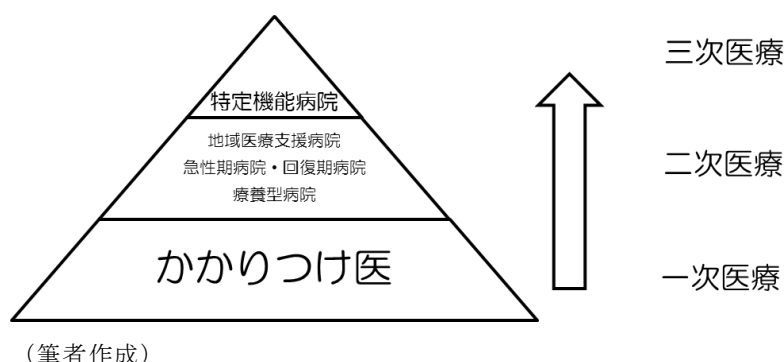 三次医療
特定機能病院
地域医療支援病院
急性期病院・回復期病院
療養型病院
二次医療
かかりつけ医
一次医療
（筆者作成）